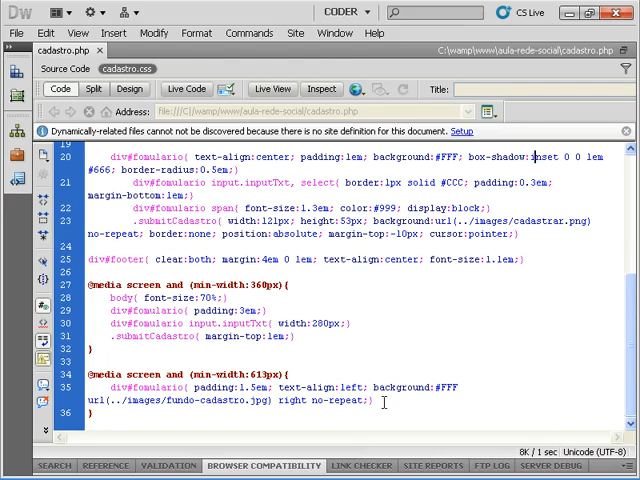 Dw CODER CS Live
File Edit View Insert Modify Format Commands Site Window Help
cadastro.php C:\wamp\www\aula-rede-social\cadastro.php
Source Code cadastro.css
Code Split Design Live Code Live View Inspect Title:
Address: file:///C|/wamp/www/aula-rede-social/cadastro.php
Dynamically-related files cannot not be discovered because there is no site definition for this document. Setup
19
20 div#fomulario{ text-align:center; padding:1em; background:#FFF; box-shadow:inset 0 0 1em
#666; border-radius:0.5em;}
21 div#fomulario input.inputTxt, select{ border:1px solid #CCC; padding:0.3em;
margin-bottom:1em;}
22 div#fomulario span{ font-size:1.3em; color:#999; display:block;}
23 .submitCadastro{ width:121px; height:53px; background:url(../images/cadastrar.png)
no-repeat; border:none; position:absolute; margin-top:-10px; cursor:pointer;}
24
25 div#footer{ clear:both; margin:4em 0 1em; text-align:center; font-size:1.1em;}
26
27 @media screen and (min-width:360px){
28 body{ font-size:70%;}
29 div#fomulario{ padding:3em;}
30 div#fomulario input.inputTxt{ width:280px;}
31 .submitCadastro{ margin-top:1em;}
32 }
33
34 @media screen and (min-width:613px){
35 div#fomulario{ padding:1.5em; text-align:left; background:#FFF
url(../images/fundo-cadastro.jpg) right no-repeat;}
36 }
8K / 1 sec Unicode (UTF-8)
SEARCH REFERENCE VALIDATION BROWSER COMPATIBILITY LINK CHECKER SITE REPORTS FTP LOG SERVER DEBUG